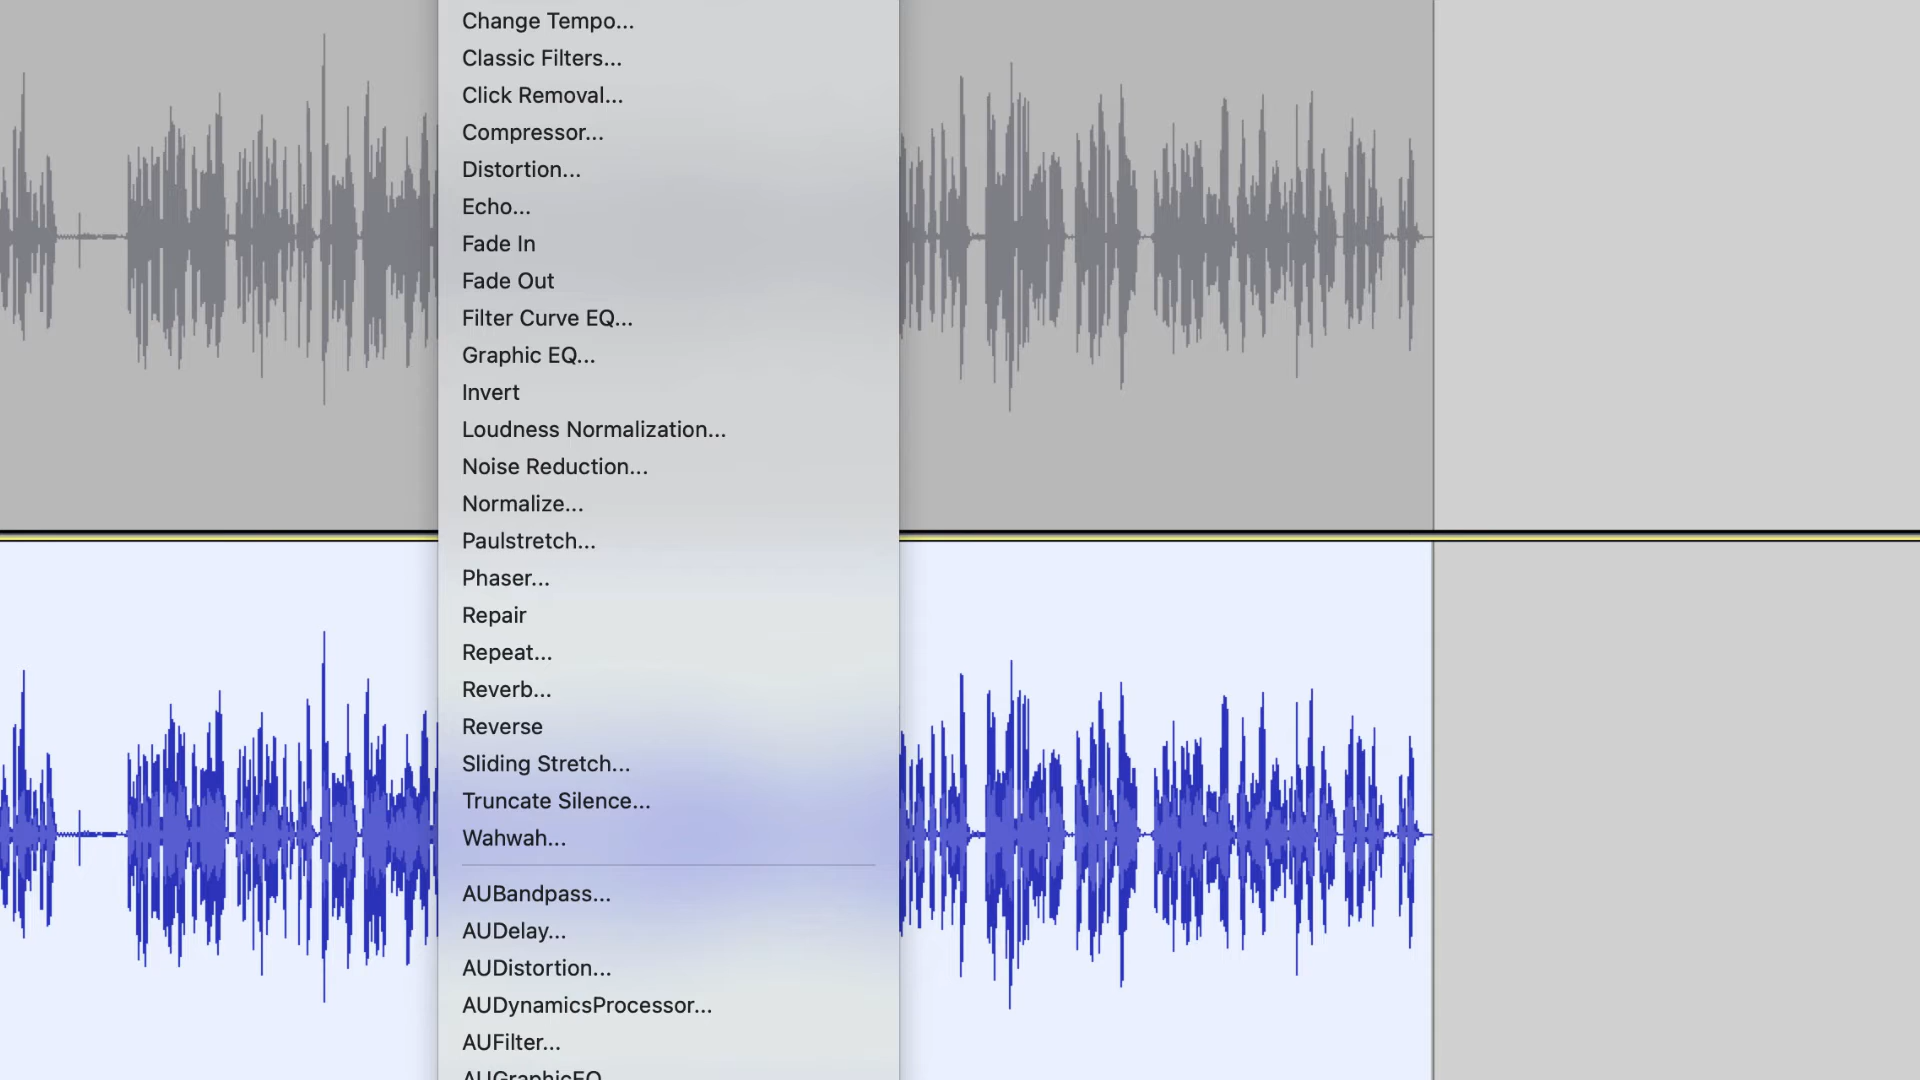 Change Tempo...
Classic Filters...
Click Removal...
Compressor...
Distortion...
Echo...
Fade In
Fade Out
Filter Curve EQ...
Graphic EQ...
Invert
Loudness Normalization...
Noise Reduction...
Normalize...
Paulstretch...
Phaser...
Repair
Repeat...
Reverb...
Reverse
Sliding Stretch...
Truncate Silence...
Wahwah...
AUBandpass...
AUDelay...
AUDistortion...
AUDynamicsProcessor...
AUFilter...
AUGraphicEQ